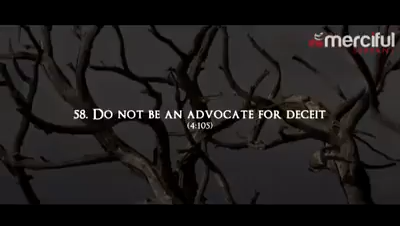 merciful
58. Do not be an advocate for deceit
(4:105)